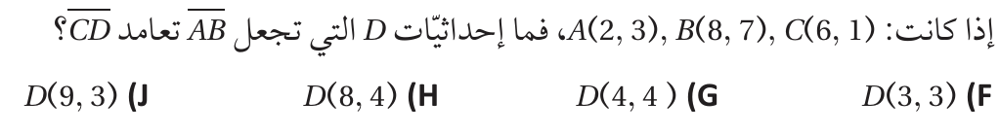 إذا كانت: A(2, 3), B(8, 7), C(6, 1)، فما إحداثيّات D التي تجعل AB تعامد CD؟
D(3, 3) (F D(4, 4 ) (G D(8, 4) (H D(9, 3) (J